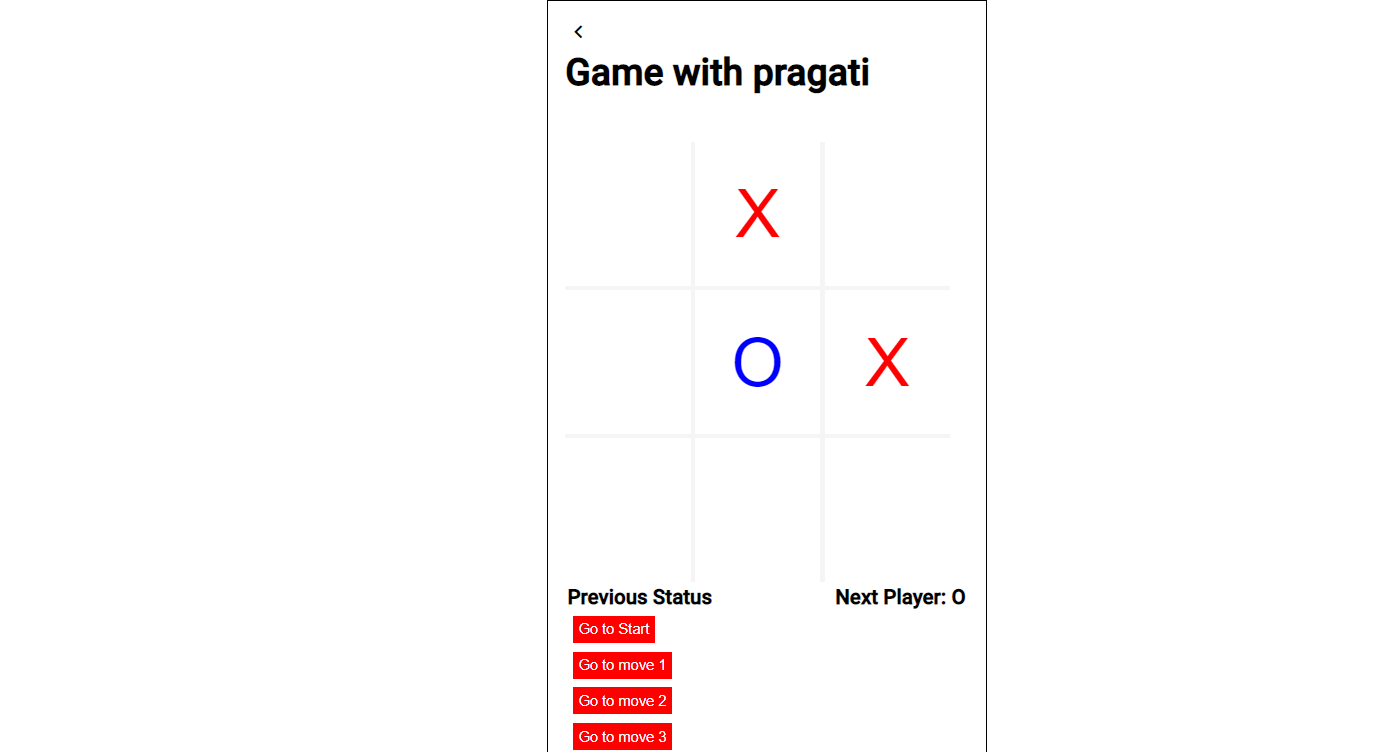 Game with pragati
X
O X
Previous Status Next Player: O
Go to Start
Go to move 1
Go to move 2
Go to move 3